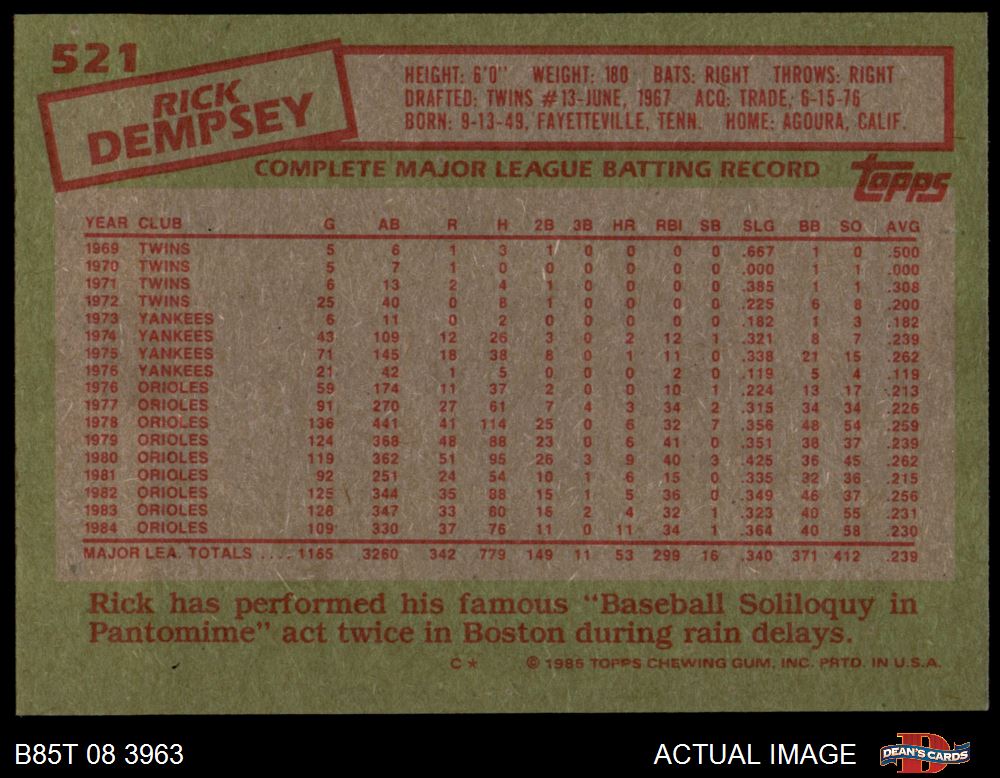 521
RICK
DEMPSEY
HEIGHT: 6'0" WEIGHT: 180 BATS: RIGHT THROWS: RIGHT
DRAFTED: TWINS #13-JUNE, 1967 ACQ: TRADE, 6-15-76
BORN: 9-13-49, FAYETTEVILLE, TENN. HOME: AGOURA, CALIF.
COMPLETE MAJOR LEAGUE BATTING RECORD
Topps
YEAR CLUB G AB R H 2B 3B HR RBI SB SLG BB SO AVG
1969 TWINS 5 6 1 3 1 0 0 0 0 .667 1 0 .500
1970 TWINS 5 7 1 0 0 0 0 0 0 .000 1 1 .000
1971 TWINS 6 13 2 4 1 0 0 0 0 .385 1 1 .308
1972 TWINS 25 40 0 8 1 0 0 0 0 .225 6 8 .200
1973 YANKEES 6 11 0 2 0 0 0 0 0 .182 1 3 .182
1974 YANKEES 43 109 12 26 3 0 2 12 1 .321 8 7 .239
1975 YANKEES 71 145 18 38 8 0 1 11 0 .338 21 15 .262
1976 YANKEES 21 42 1 5 0 0 0 2 0 .119 5 4 .119
1976 ORIOLES 59 174 11 37 2 0 0 10 1 .224 13 17 .213
1977 ORIOLES 91 270 27 61 7 4 3 34 2 .315 34 34 .226
1978 ORIOLES 136 441 41 114 25 0 6 32 7 .356 48 54 .259
1979 ORIOLES 124 368 48 88 23 0 6 41 0 .351 38 37 .239
1980 ORIOLES 119 362 51 95 26 3 9 40 3 .425 36 45 .262
1981 ORIOLES 92 251 24 54 10 1 6 15 0 .335 32 36 .215
1982 ORIOLES 125 344 35 88 15 1 5 36 0 .349 46 37 .256
1983 ORIOLES 128 347 33 80 16 2 4 32 1 .323 40 55 .231
1984 ORIOLES 109 330 37 76 11 0 11 34 1 .364 40 58 .230
MAJOR LEA. TOTALS .... 1165 3260 342 779 149 11 53 299 16 .340 371 412 .239
Rick has performed his famous "Baseball Soliloquy in
Pantomime" act twice in Boston during rain delays.
C* © 1985 TOPPS CHEWING GUM, INC. PRTD. IN U.S.A.
B85T 08 3963 ACTUAL IMAGE DEAN'S CARDS